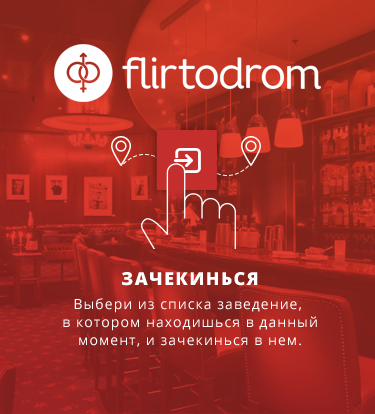 flirtodrom
ЗАЧЕКИНЬСЯ
Выбери из списка заведение,
в котором находишься в данный
момент, и зачекинься в нем.